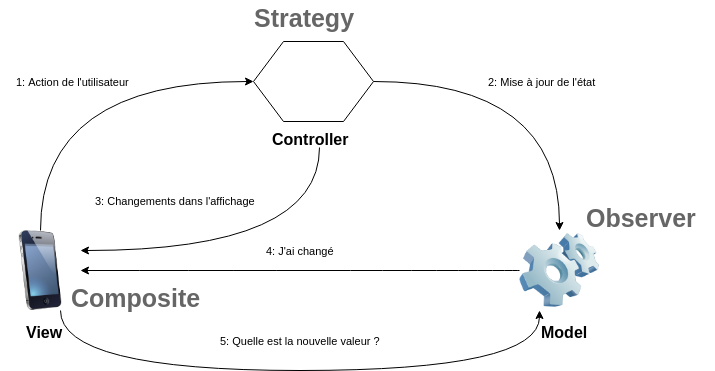 Strategy
1: Action de l'utilisateur
2: Mise à jour de l'état
Controller
3: Changements dans l'affichage
Observer
4: J'ai changé
Composite
View
Model
5: Quelle est la nouvelle valeur ?